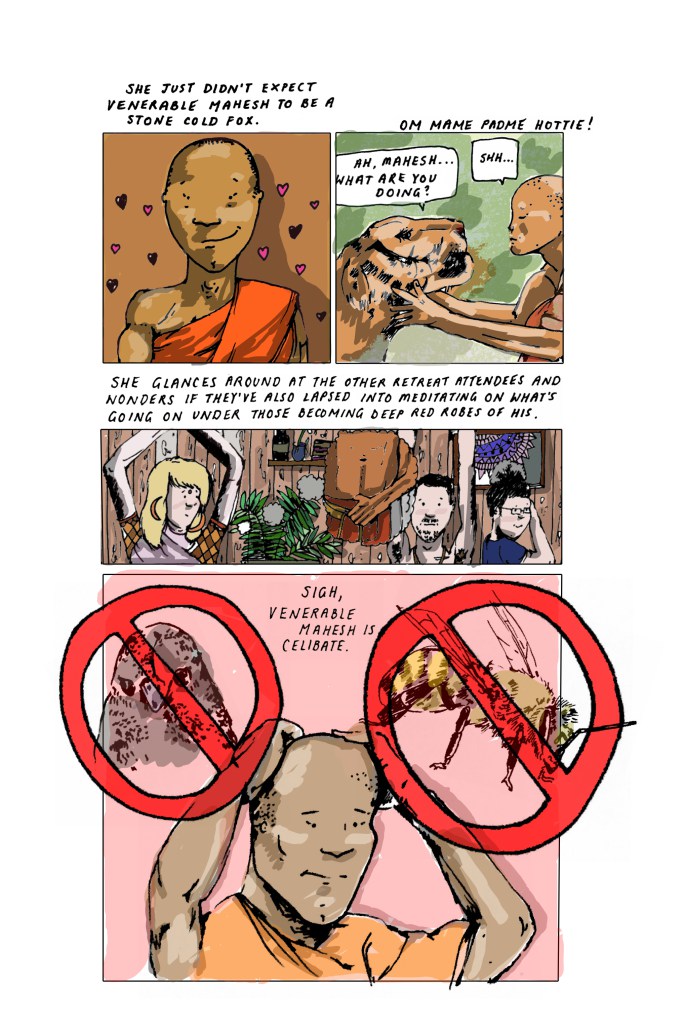 SHE JUST DIDN'T EXPECT
VENERABLE MAHESH TO BE A
STONE COLD FOX.
OM MAME PADME HOTTIE!
AH, MAHESH...
WHAT ARE YOU
DOING?
SHH...
SHE GLANCES AROUND AT THE OTHER RETREAT ATTENDEES AND
WONDERS IF THEY'VE ALSO LAPSED INTO MEDITATING ON WHAT'S
GOING ON UNDER THOSE BECOMING DEEP RED ROBES OF HIS.
SIGH,
VENERABLE
MAHESH IS
CELIBATE.